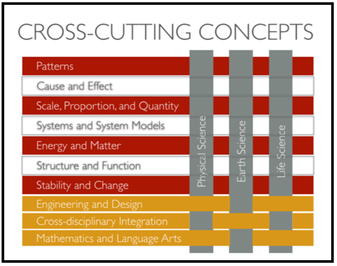 CROSS-CUTTING CONCEPTS
Patterns
Cause and Effect
Scale, Proportion, and Quantity
Systems and System Models
Energy and Matter
Structure and Function
Stability and Change
Engineering and Design
Cross-disciplinary Integration
Mathematics and Language Arts
Physical Science
Earth Science
Life Science